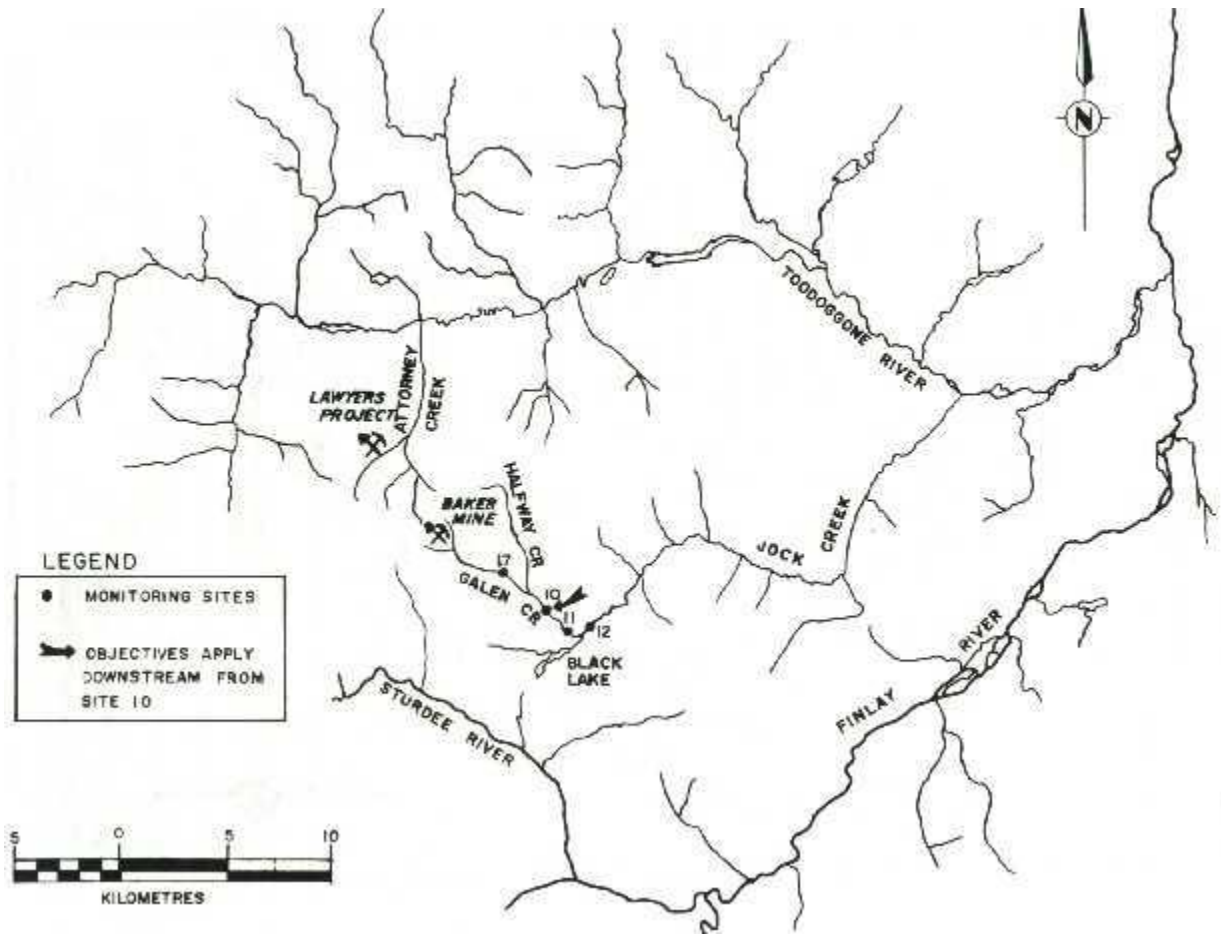 N
TOODOGGONE RIVER
ATTORNEY
CREEK
LAWYERS
PROJECT
HALFWAY CR
BAKER
MINE
JOCK
CREEK
17
GALEN CR
10
11
12
BLACK
LAKE
STURDEE RIVER
FINLAY
RIVER
LEGEND
MONITORING SITES
OBJECTIVES APPLY
DOWNSTREAM FROM
SITE 10
5 0 5 10
KILOMETRES